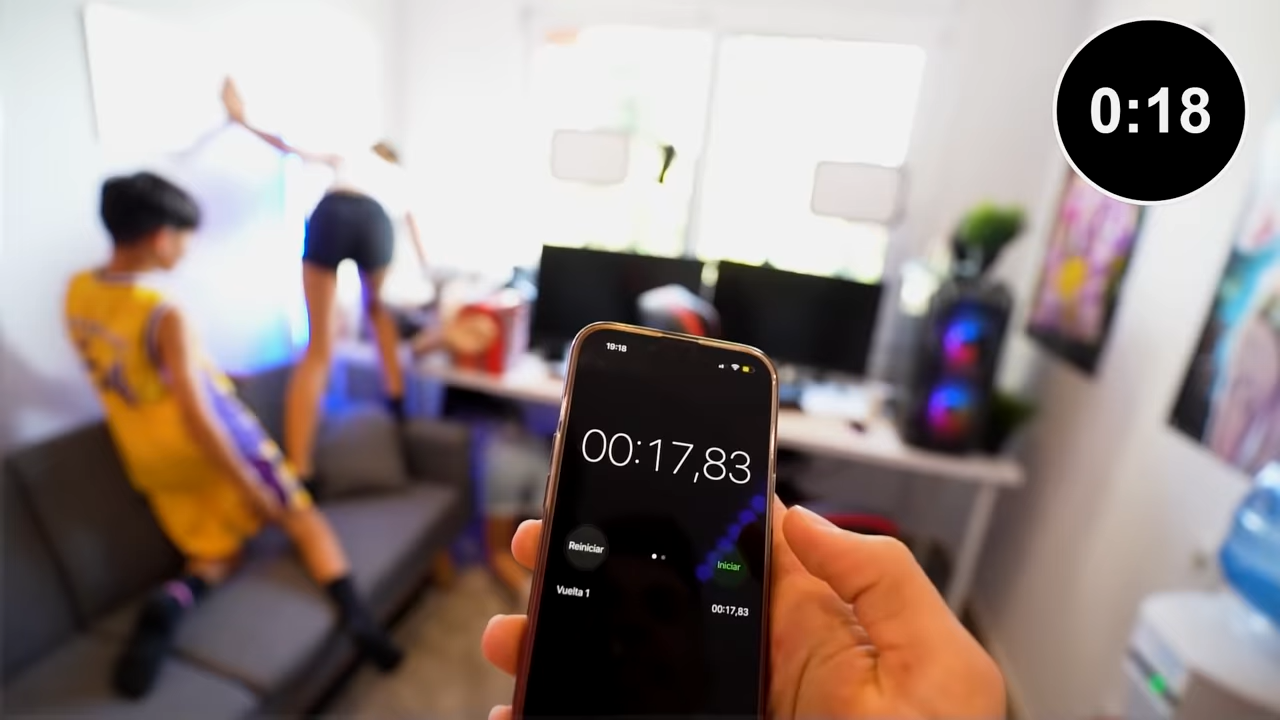 0:18
19:18
00:17,83
Reiniciar
Iniciar
Vuelta 1
00:17,83